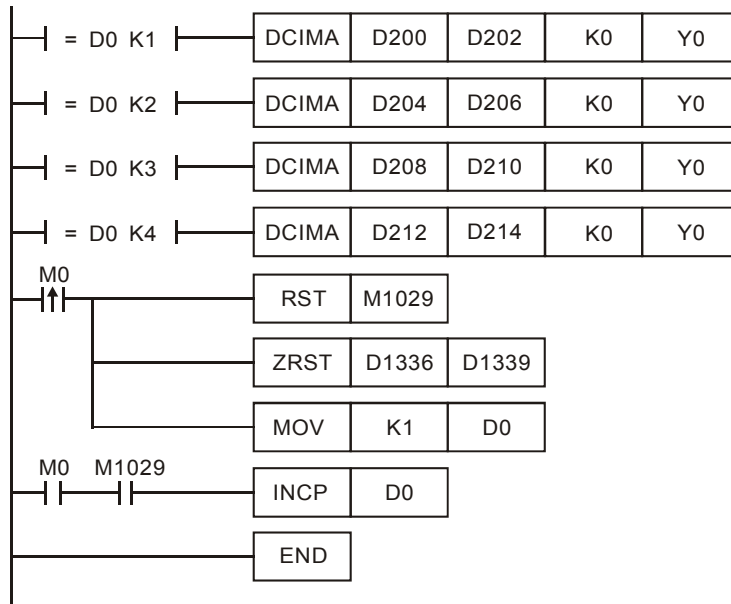 = D0 K1 DCIMA D200 D202 K0 Y0
= D0 K2 DCIMA D204 D206 K0 Y0
= D0 K3 DCIMA D208 D210 K0 Y0
= D0 K4 DCIMA D212 D214 K0 Y0
M0
RST M1029
ZRST D1336 D1339
MOV K1 D0
M0 M1029
INCP D0
END